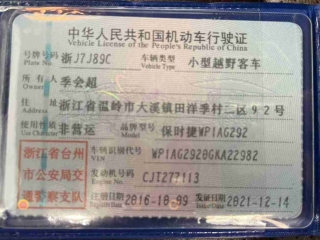 中华人民共和国机动车行驶证
Vehicle License of the People's Republic of China
号牌号码 浙J7J89C 车辆类型 小型越野客车
Vehicle Type
所有人 季会超
Owner
住址 浙江省温岭市大溪镇田洋季村二区92号
Address
使用性质 非营运 品牌型号 保时捷WP1AG292
Use Character Model
浙江省台州 车辆识别代号 WP1AG2920GKA22982
VIN
市公安局交 发动机号码 CJT277113
Engine No.
通警察支队 注册日期 2016-10-09 发证日期 2021-12-14
Register Date Issue Date